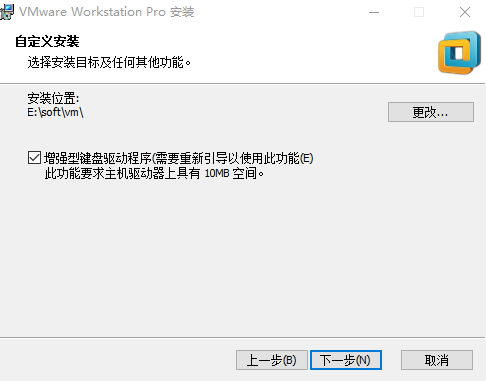 VMware Workstation Pro 安装
自定义安装
选择安装目标及任何其他功能。
安装位置:
E:\soft\vm\
更改...
增强型键盘驱动程序(需要重新引导以使用此功能(E)
此功能要求主机驱动器上具有 10MB 空间。
上一步(B) 下一步(N) 取消